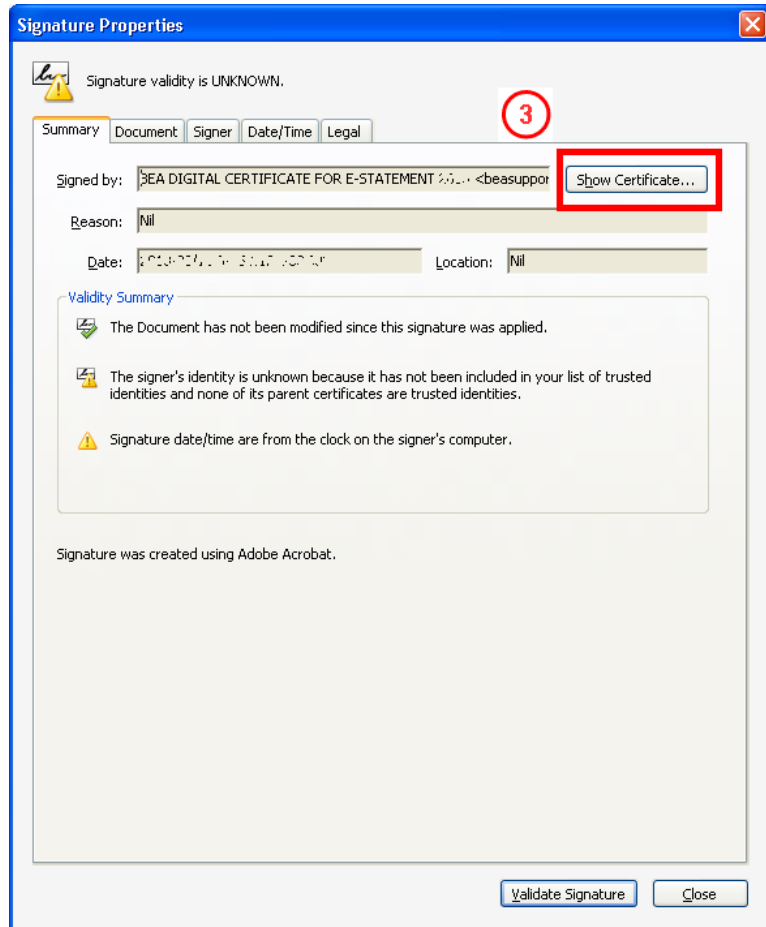 Signature Properties
Signature validity is UNKNOWN.
3
Summary Document Signer Date/Time Legal
Signed by: BEA DIGITAL CERTIFICATE FOR E-STATEMENT <beasuppor Show Certificate...
Reason: Nil
Date: Location: Nil
Validity Summary
The Document has not been modified since this signature was applied.
The signer's identity is unknown because it has not been included in your list of trusted
identities and none of its parent certificates are trusted identities.
Signature date/time are from the clock on the signer's computer.
Signature was created using Adobe Acrobat.
Validate Signature Close